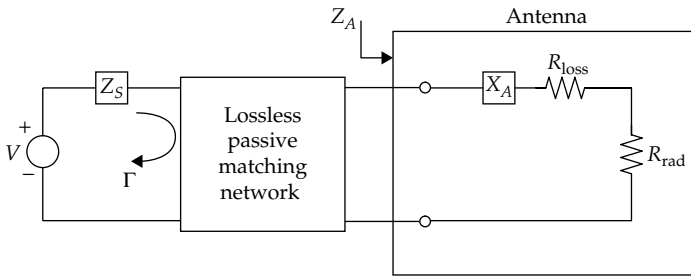 Antenna
Z_A
Z_S
X_A
R_loss
R_rad
+
V
−
Γ
Lossless
passive
matching
network